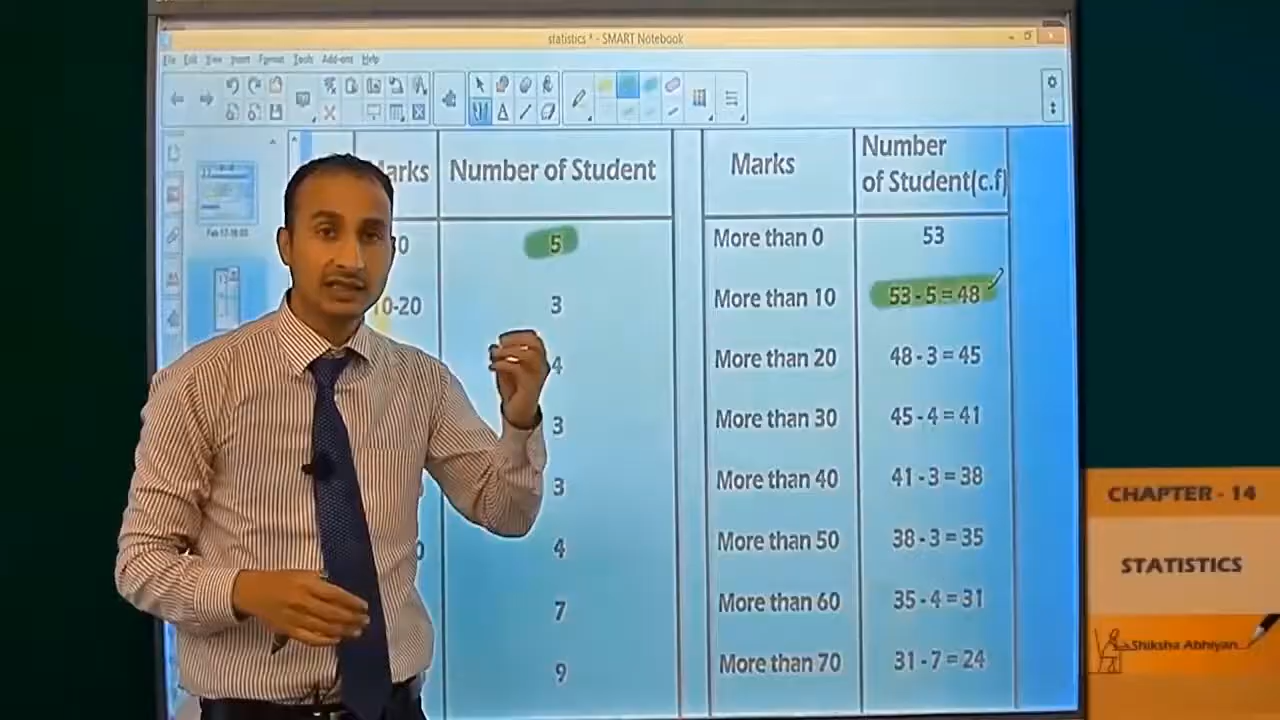 statistics * - SMART Notebook
File Edit View Insert Format Tools Add-ons Help
arks
Number of Student
Marks
Number
of Student(c.f)
0
5
More than 0
53
10-20
3
More than 10
53 - 5 = 48
4
More than 20
48 - 3 = 45
3
More than 30
45 - 4 = 41
3
More than 40
41 - 3 = 38
0
4
More than 50
38 - 3 = 35
7
More than 60
35 - 4 = 31
9
More than 70
31 - 7 = 24
CHAPTER - 14
STATISTICS
Shiksha Abhiyan